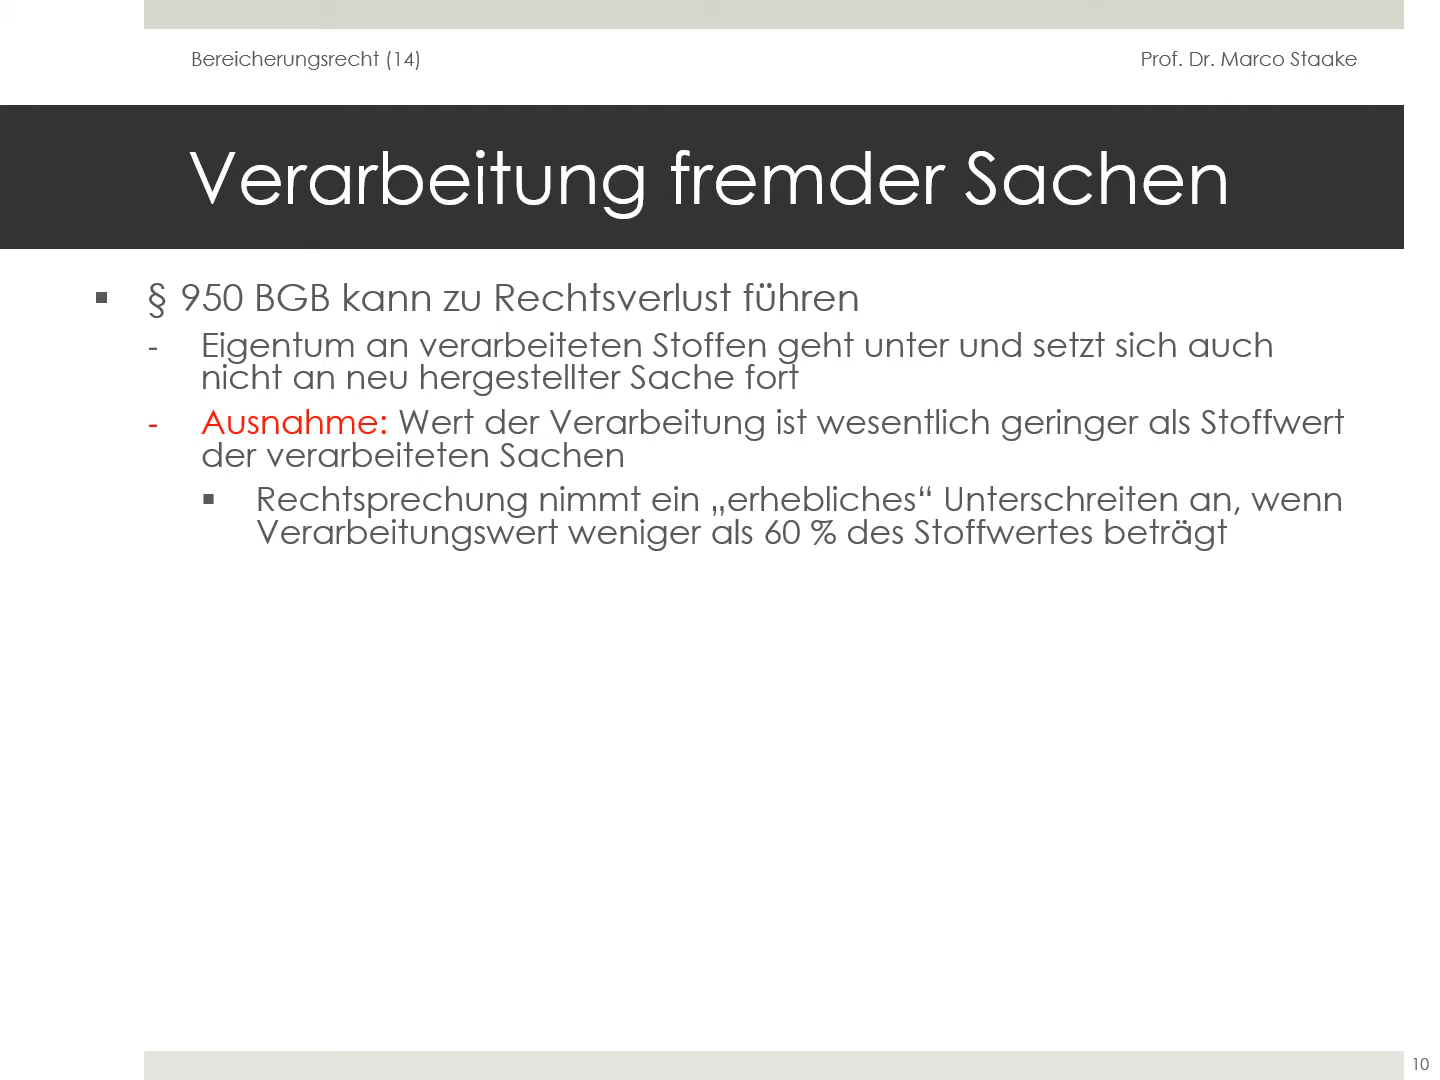 Bereicherungsrecht (14)
Prof. Dr. Marco Staake
Verarbeitung fremder Sachen
▪ § 950 BGB kann zu Rechtsverlust führen
- Eigentum an verarbeiteten Stoffen geht unter und setzt sich auch
nicht an neu hergestellter Sache fort
- Ausnahme: Wert der Verarbeitung ist wesentlich geringer als Stoffwert
der verarbeiteten Sachen
▪ Rechtsprechung nimmt ein „erhebliches“ Unterschreiten an, wenn
Verarbeitungswert weniger als 60 % des Stoffwertes beträgt
10